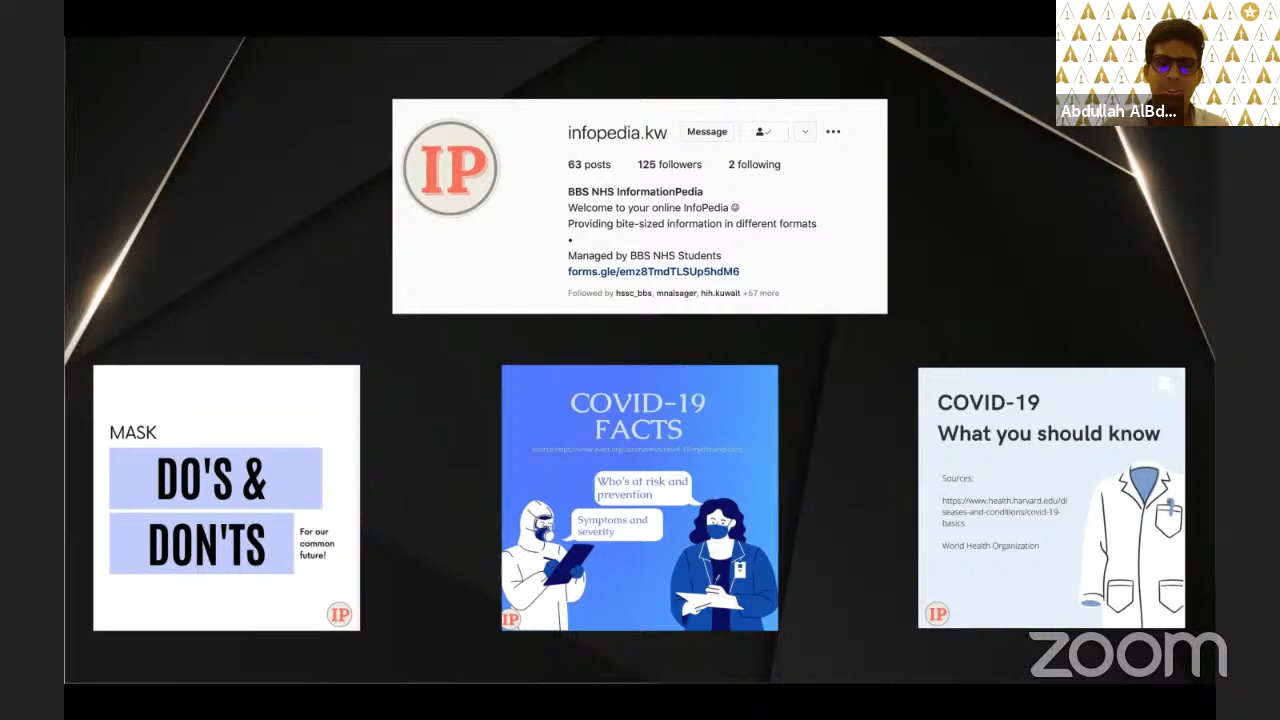 Abdullah AlBd...
IP
infopedia.kw Message
63 posts 125 followers 2 following
BBS NHS InformationPedia
Welcome to your online InfoPedia ☺
Providing bite-sized information in different formats
•
Managed by BBS NHS Students
forms.gle/emz8TmdTLSUp5hdM6
Followed by hssc_bbs, mnalsager, hih.kuwait +57 more
MASK
DO'S &
DON'TS
For our
common
future!
IP
COVID-19
FACTS
Who's at risk and
prevention
Symptoms and
severity
IP
COVID-19
What you should know
Sources:
https://www.health.harvard.edu/di
seases-and-conditions/covid-19-
basics
World Health Organization
IP
zoom